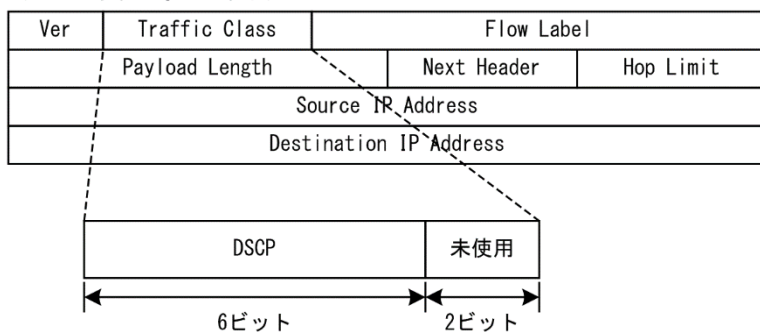 Ver Traffic Class Flow Label
Payload Length Next Header Hop Limit
Source IP Address
Destination IP Address
DSCP 未使用
6ビット 2ビット